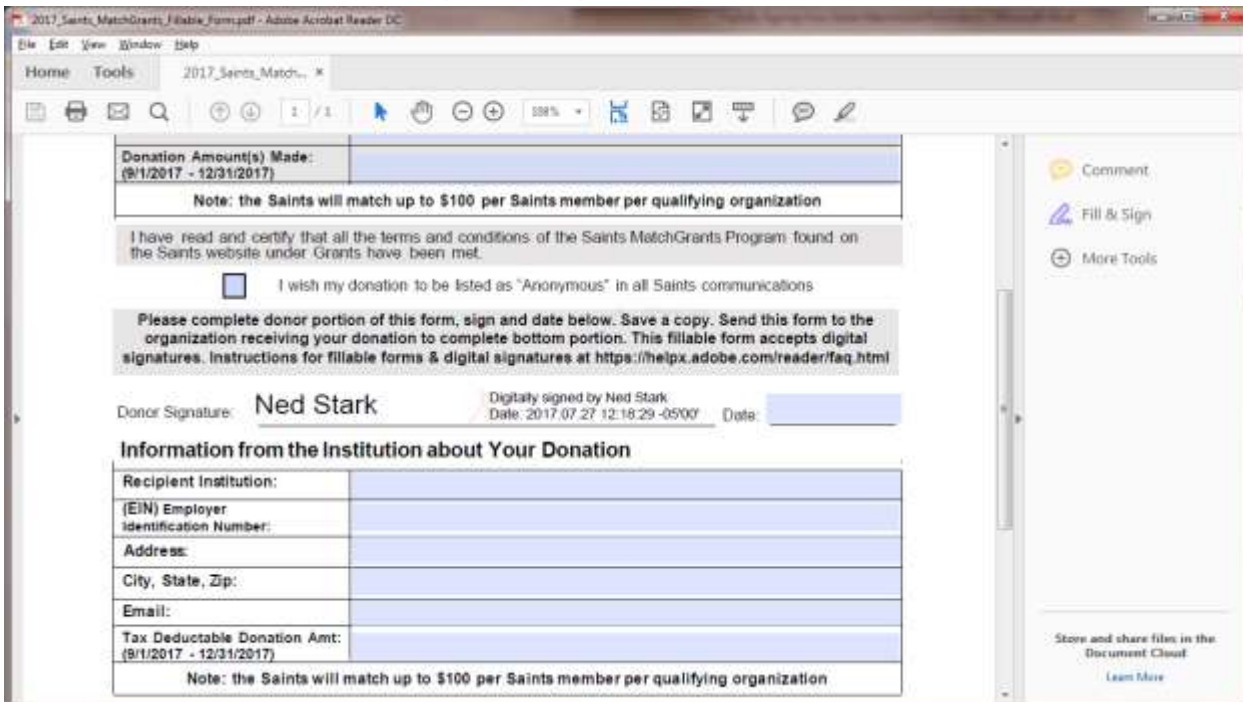 2017_Saints_MatchGrants_Fillable_Form.pdf - Adobe Acrobat Reader DC
File Edit View Window Help
Home Tools 2017_Saints_Match... ×
1 / 1
Donation Amount(s) Made:
(9/1/2017 - 12/31/2017)
Note: the Saints will match up to $100 per Saints member per qualifying organization
I have read and certify that all the terms and conditions of the Saints MatchGrants Program found on
the Saints website under Grants have been met.
I wish my donation to be listed as "Anonymous" in all Saints communications
Please complete donor portion of this form, sign and date below. Save a copy. Send this form to the
organization receiving your donation to complete bottom portion. This fillable form accepts digital
signatures. Instructions for fillable forms & digital signatures at https://helpx.adobe.com/reader/faq.html
Donor Signature: Ned Stark
Digitally signed by Ned Stark
Date: 2017.07.27 12:18:29 -05'00'
Date:
Information from the Institution about Your Donation
Recipient Institution:
(EIN) Employer
Identification Number:
Address:
City, State, Zip:
Email:
Tax Deductable Donation Amt:
(9/1/2017 - 12/31/2017)
Note: the Saints will match up to $100 per Saints member per qualifying organization
Comment
Fill & Sign
More Tools
Store and share files in the
Document Cloud
Learn More